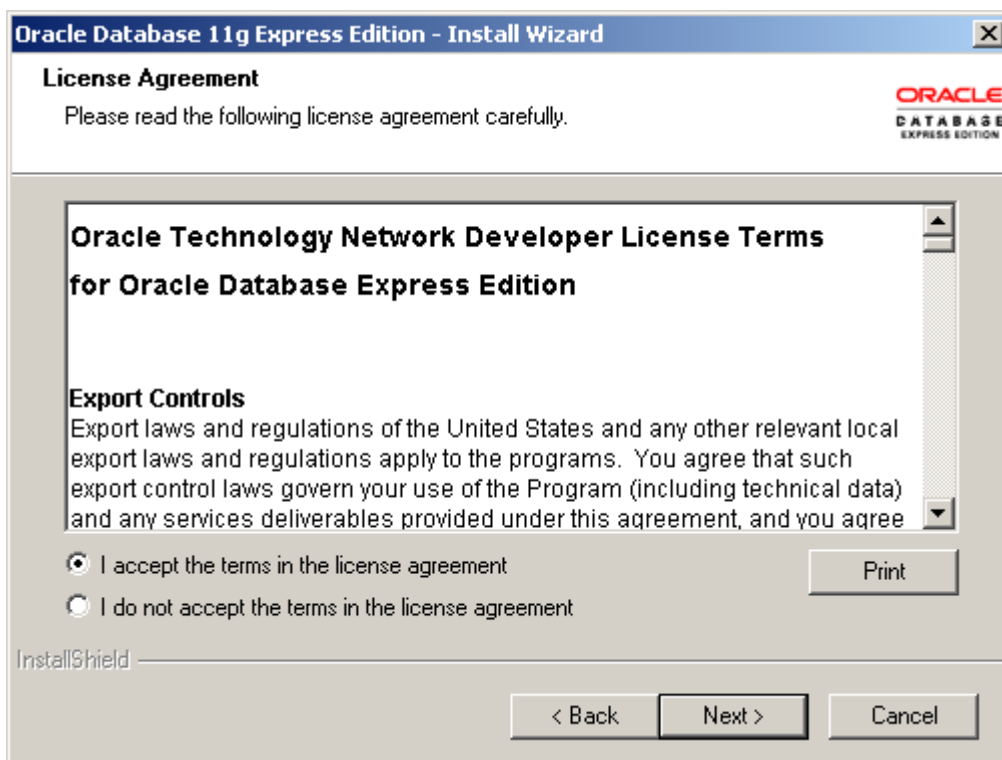 Oracle Database 11g Express Edition - Install Wizard
License Agreement
Please read the following license agreement carefully.
ORACLE
DATABASE
EXPRESS EDITION
Oracle Technology Network Developer License Terms
for Oracle Database Express Edition
Export Controls
Export laws and regulations of the United States and any other relevant local
export laws and regulations apply to the programs.  You agree that such
export control laws govern your use of the Program (including technical data)
and any services deliverables provided under this agreement, and you agree
I accept the terms in the license agreement
Print
I do not accept the terms in the license agreement
InstallShield
< Back
Next >
Cancel